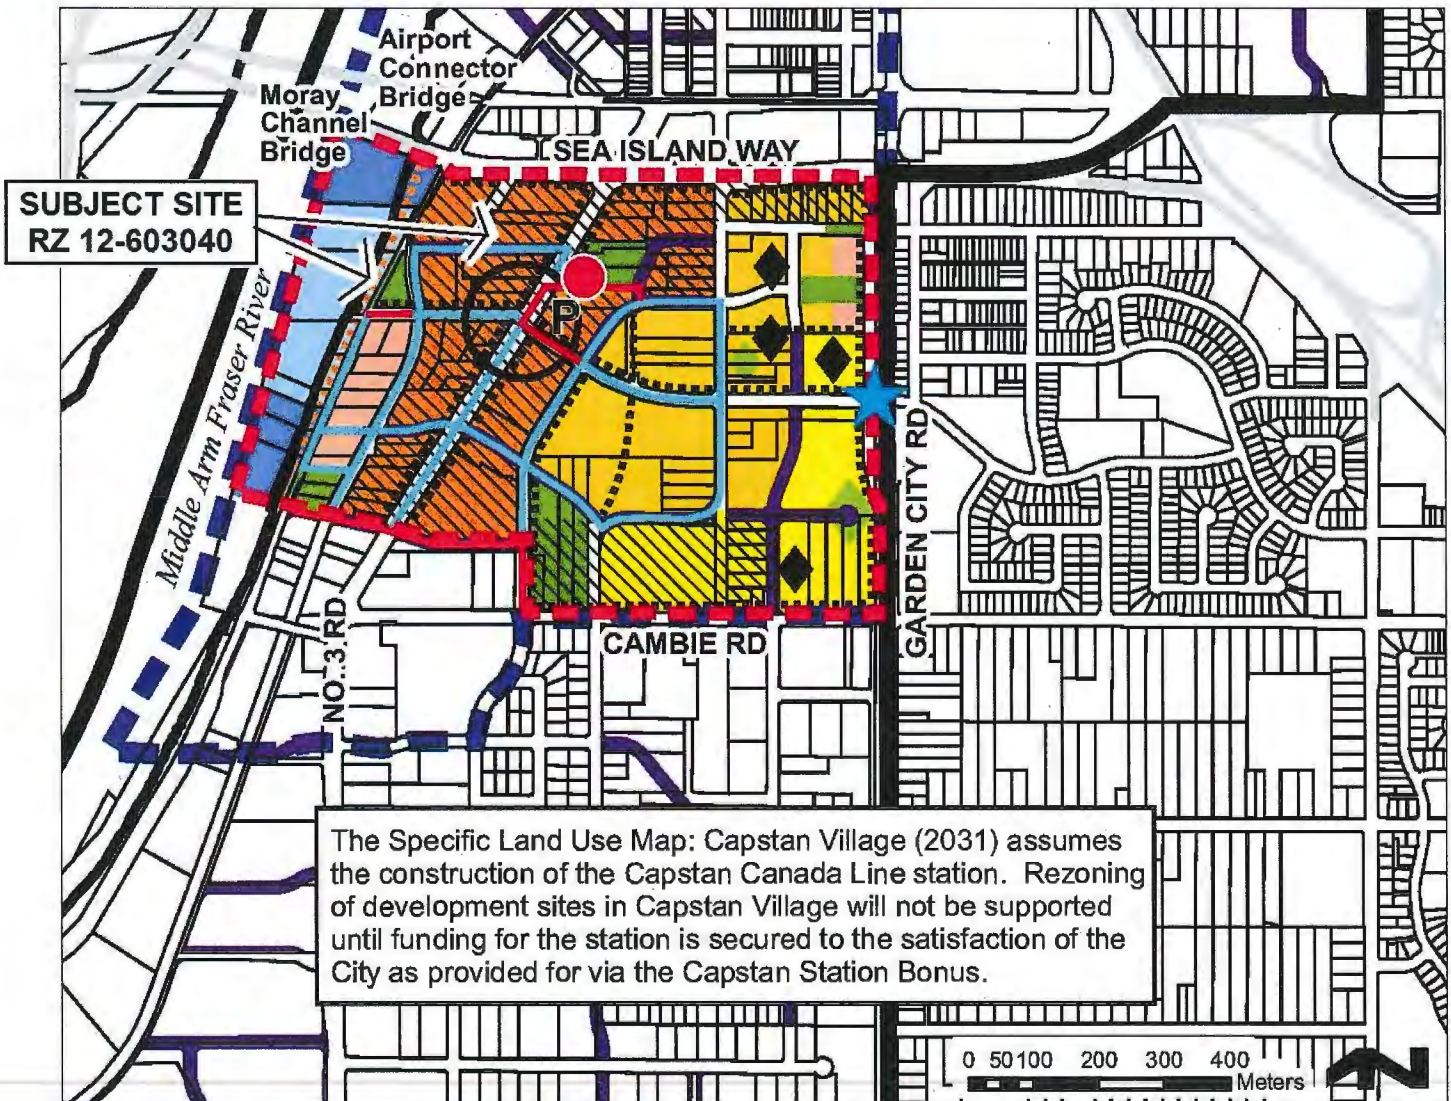 Airport
Connector
Bridge
Moray
Channel
Bridge
SEA ISLAND WAY
SUBJECT SITE
RZ 12-603040
P
Middle Arm Fraser River
GARDEN CITY RD
NO. 3 RD
CAMBIE RD
The Specific Land Use Map: Capstan Village (2031) assumes
the construction of the Capstan Canada Line station. Rezoning
of development sites in Capstan Village will not be supported
until funding for the station is secured to the satisfaction of the
City as provided for via the Capstan Station Bonus.
0 50 100 200 300 400
Meters